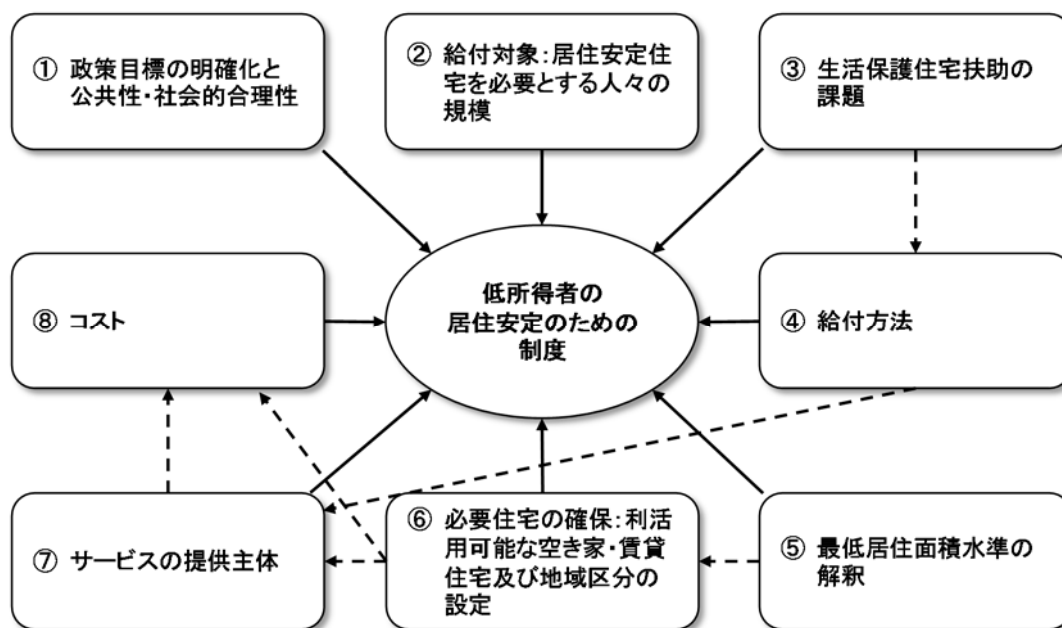 ① 政策目標の明確化と
公共性・社会的合理性
② 給付対象：居住安定住
宅を必要とする人々の
規模
③ 生活保護住宅扶助の
課題
⑧ コスト
低所得者の
居住安定のための
制度
④ 給付方法
⑦ サービスの提供主体
⑥ 必要住宅の確保：利活
用可能な空き家・賃貸
住宅及び地域区分の
設定
⑤ 最低居住面積水準の
解釈